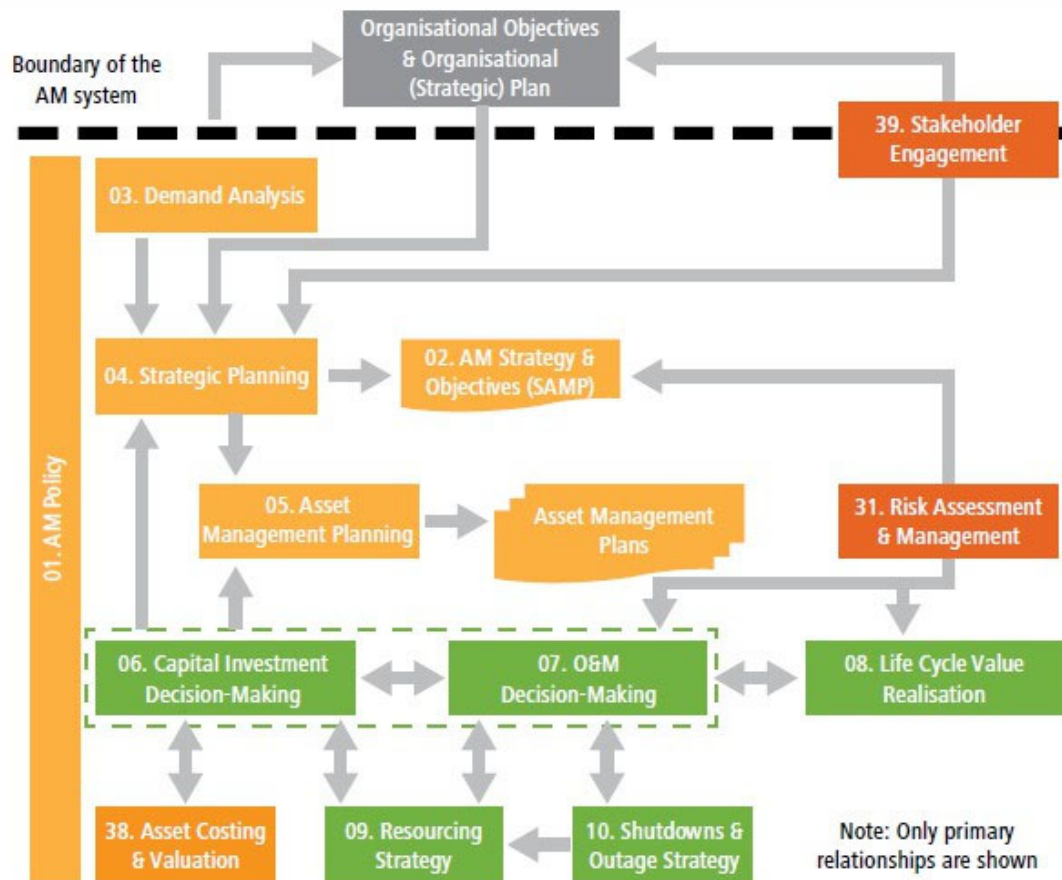 Organisational Objectives
& Organisational
(Strategic) Plan
Boundary of the
AM system
39. Stakeholder
Engagement
03. Demand Analysis
04. Strategic Planning
02. AM Strategy &
Objectives (SAMP)
01. AM Policy
05. Asset
Management Planning
Asset Management
Plans
31. Risk Assessment
& Management
06. Capital Investment
Decision-Making
07. O&M
Decision-Making
08. Life Cycle Value
Realisation
38. Asset Costing
& Valuation
09. Resourcing
Strategy
10. Shutdowns &
Outage Strategy
Note: Only primary
relationships are shown